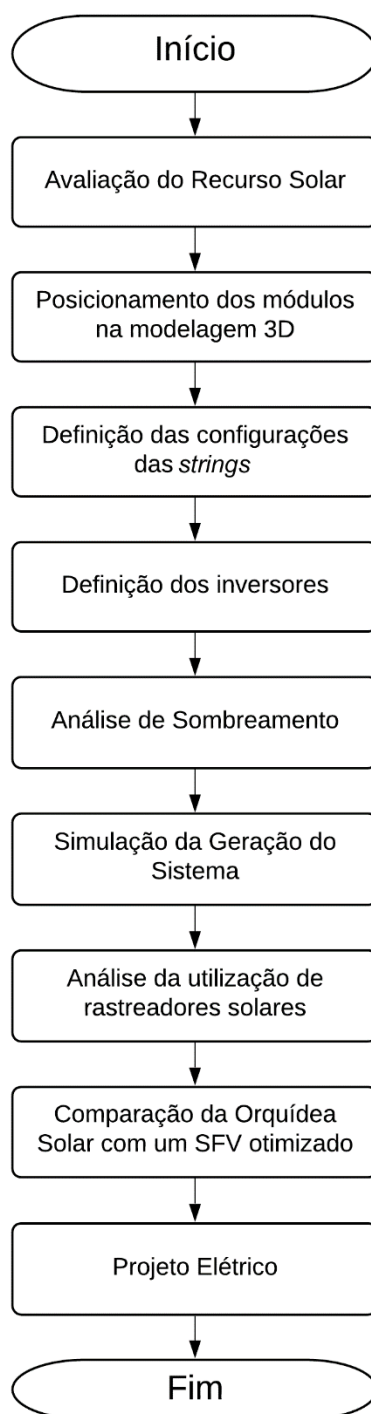 Início
Avaliação do Recurso Solar
Posicionamento dos módulos
na modelagem 3D
Definição das configurações
das strings
Definição dos inversores
Análise de Sombreamento
Simulação da Geração do
Sistema
Análise da utilização de
rastreadores solares
Comparação da Orquídea
Solar com um SFV otimizado
Projeto Elétrico
Fim